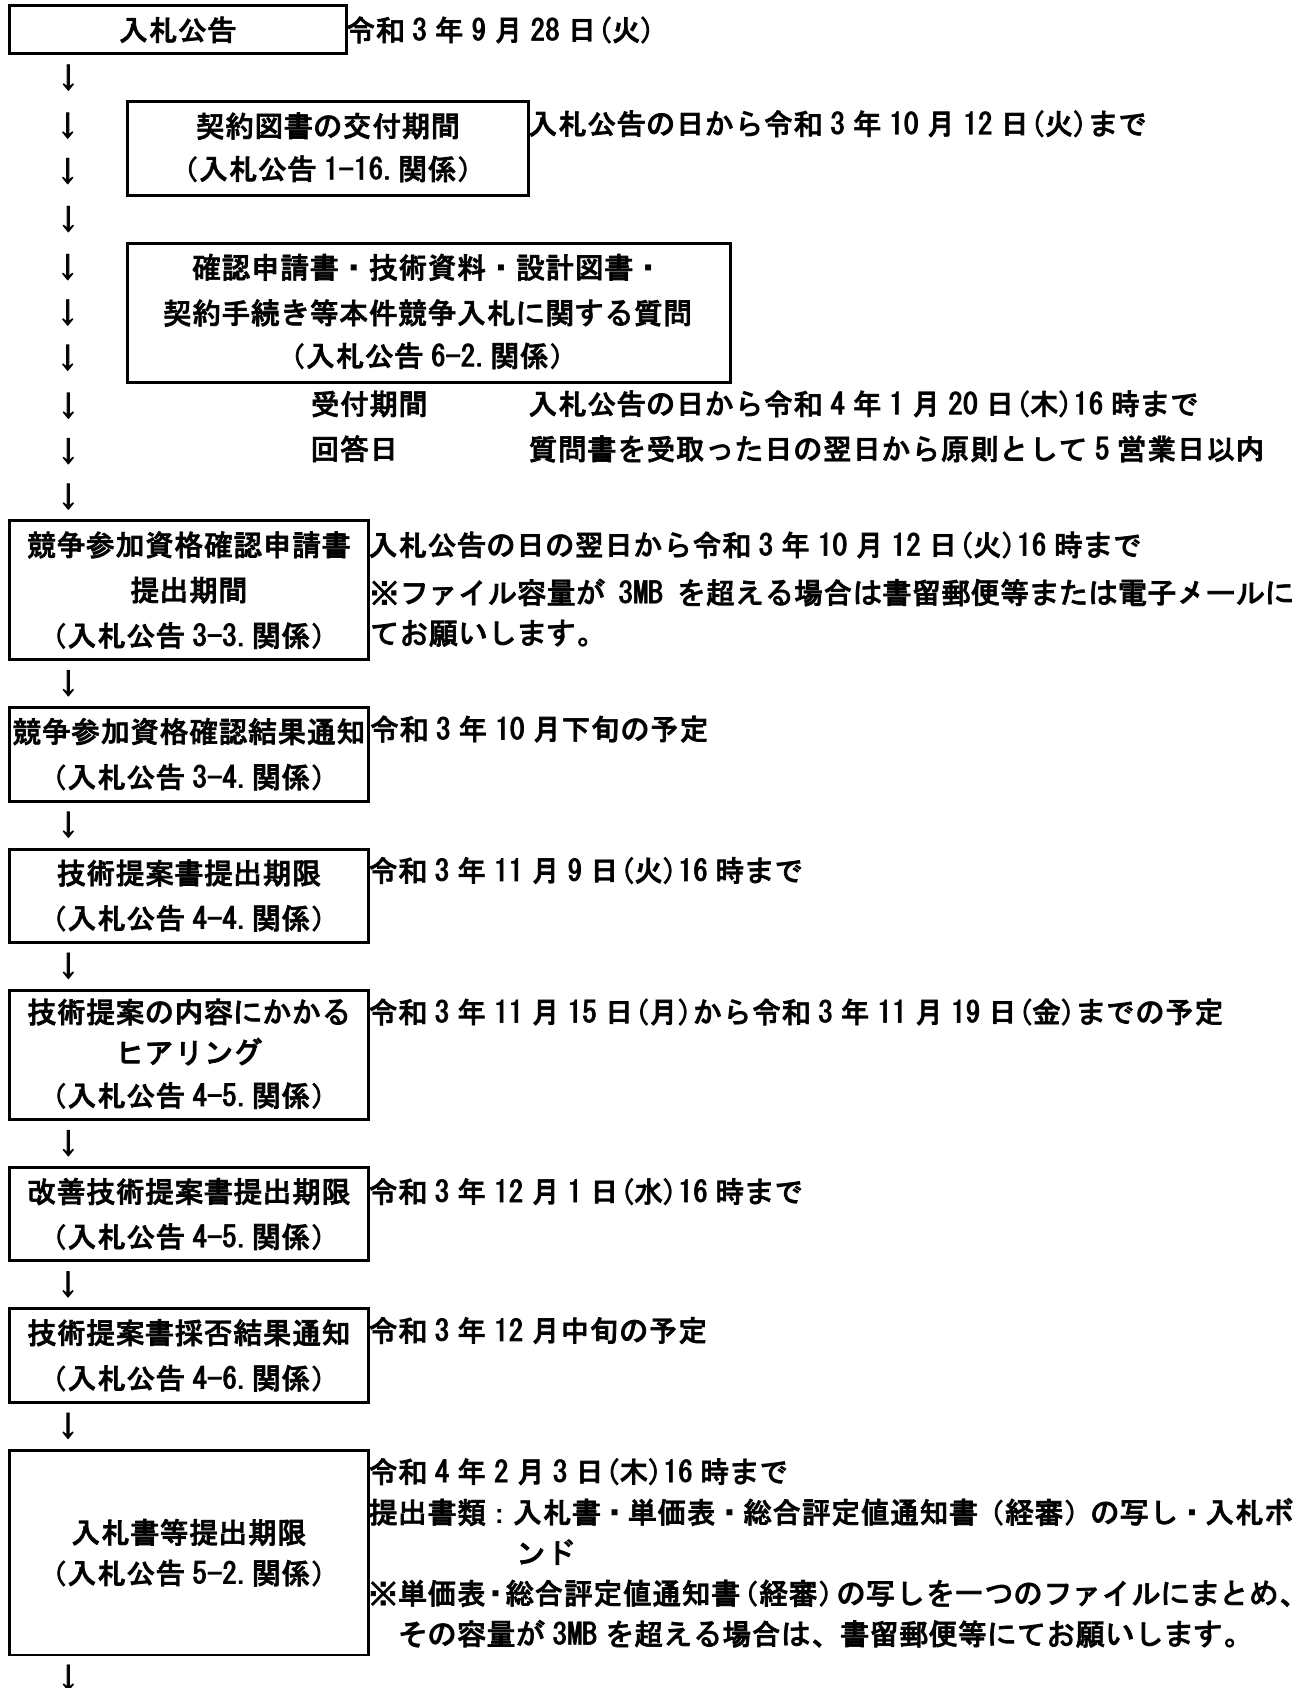 入札公告 令和3年9月28日(火)
↓
↓ 契約図書の交付期間 入札公告の日から令和3年10月12日(火)まで
↓ (入札公告1-16.関係)
↓
↓ 確認申請書・技術資料・設計図書・
↓ 契約手続き等本件競争入札に関する質問
↓ (入札公告6-2.関係)
↓ 受付期間 入札公告の日から令和4年1月20日(木)16時まで
↓ 回答日 質問書を受取った日の翌日から原則として5営業日以内
↓
競争参加資格確認申請書 入札公告の日の翌日から令和3年10月12日(火)16時まで
提出期間 ※ファイル容量が 3MB を超える場合は書留郵便等または電子メールに
(入札公告3-3.関係) てお願いします。
↓
競争参加資格確認結果通知 令和3年10月下旬の予定
(入札公告3-4.関係)
↓
技術提案書提出期限 令和3年11月9日(火)16時まで
(入札公告4-4.関係)
↓
技術提案の内容にかかる 令和3年11月15日(月)から令和3年11月19日(金)までの予定
ヒアリング
(入札公告4-5.関係)
↓
改善技術提案書提出期限 令和3年12月1日(水)16時まで
(入札公告4-5.関係)
↓
技術提案書採否結果通知 令和3年12月中旬の予定
(入札公告4-6.関係)
↓
入札書等提出期限
(入札公告5-2.関係)
令和4年2月3日(木)16時まで
提出書類：入札書・単価表・総合評定値通知書（経審）の写し・入札ボ
ンド
※単価表・総合評定値通知書(経審)の写しを一つのファイルにまとめ、
その容量が3MBを超える場合は、書留郵便等にてお願いします。
↓